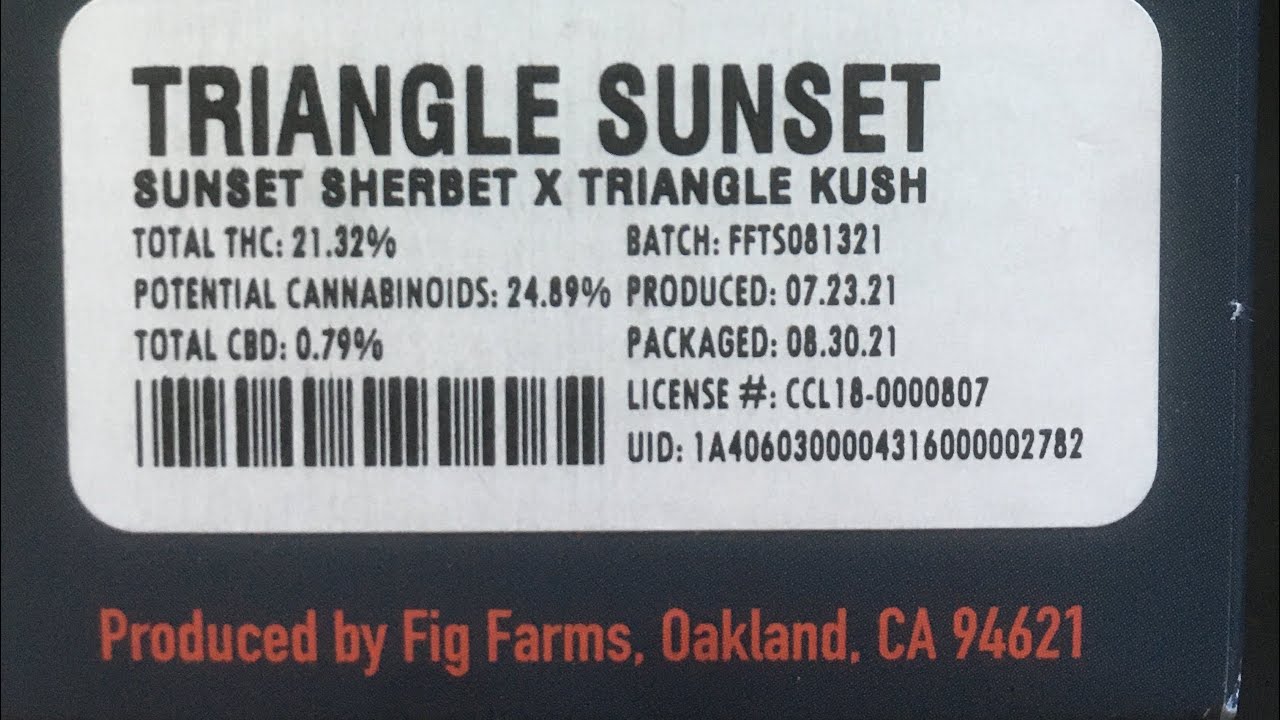 TRIANGLE SUNSET
SUNSET SHERBET X TRIANGLE KUSH
TOTAL THC: 21.32%
POTENTIAL CANNABINOIDS: 24.89%
TOTAL CBD: 0.79%
BATCH: FFTS081321
PRODUCED: 07.23.21
PACKAGED: 08.30.21
LICENSE #: CCL18-0000807
UID: 1A4060300004316000002782
Produced by Fig Farms, Oakland, CA 94621